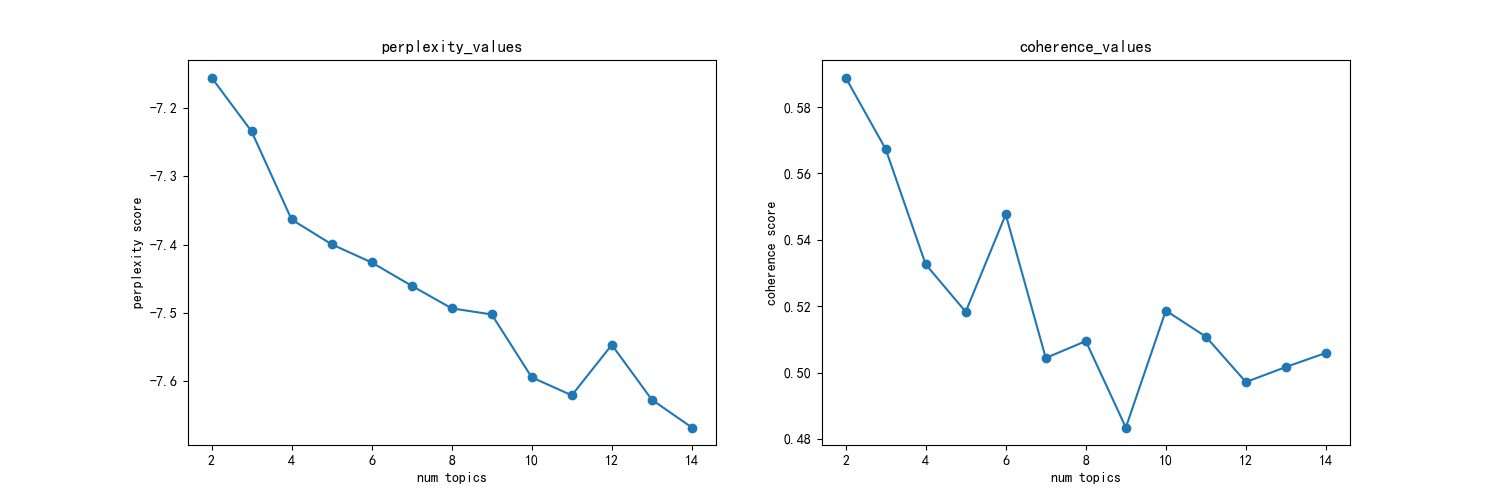 perplexity_values
perplexity score
-7.2
-7.3
-7.4
-7.5
-7.6
2 4 6 8 10 12 14
num topics
coherence_values
coherence score
0.58
0.56
0.54
0.52
0.50
0.48
2 4 6 8 10 12 14
num topics